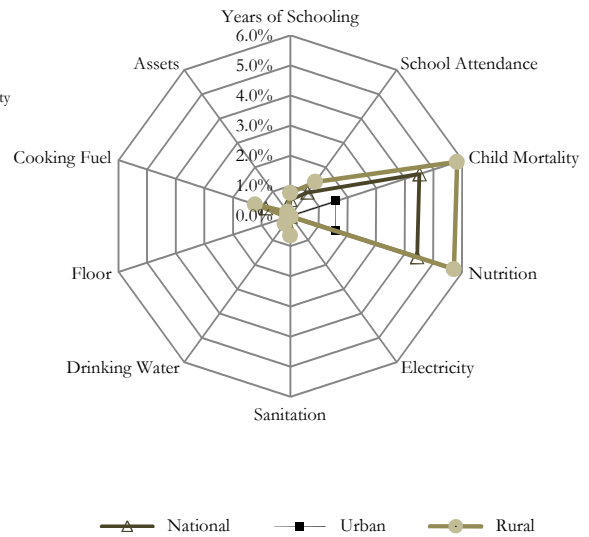 Years of Schooling
6.0%
5.0%
4.0%
3.0%
2.0%
1.0%
0.0%
School Attendance
Child Mortality
Nutrition
Electricity
Sanitation
Drinking Water
Floor
Cooking Fuel
Assets
ty
National
Urban
Rural